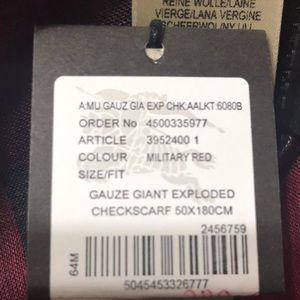 REINE WOLLE/LAINE
VIERGE/LANA VERGINE
A:MU GAUZ GIA EXP CHK:AALKT:6080B
ORDER No 4500335977
ARTICLE 3952400 1
COLOUR MILITARY RED
SIZE/FIT
GAUZE GIANT EXPLODED
CHECKSCARF 50X180CM
2456759
64M
5045453326777